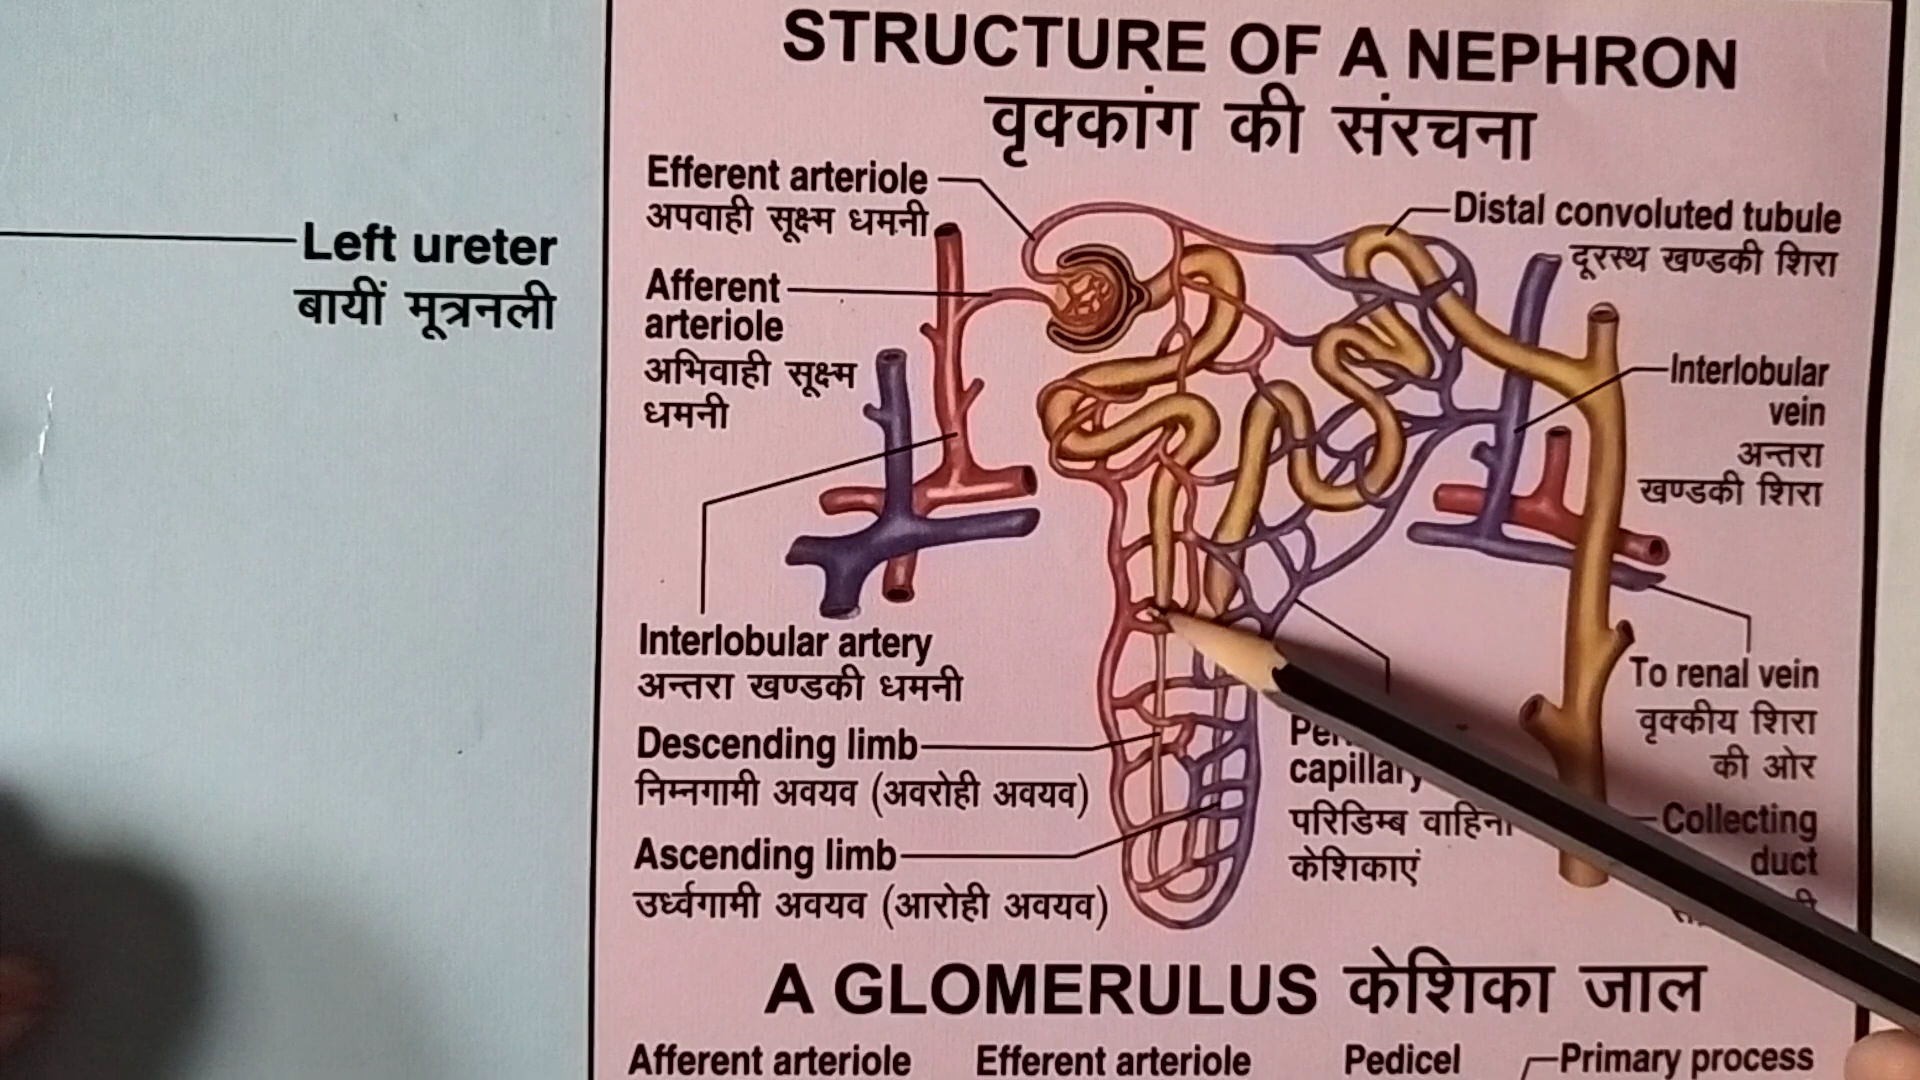 STRUCTURE OF A NEPHRON
वृक्कांग की संरचना
Efferent arteriole
अपवाही सूक्ष्म धमनी
Afferent
arteriole
अभिवाही सूक्ष्म
धमनी
Left ureter
बायीं मूत्रनली
Distal convoluted tubule
दूरस्थ खण्डकी शिरा
Interlobular
vein
अन्तरा
खण्डकी शिरा
Interlobular artery
अन्तरा खण्डकी धमनी
Descending limb
निम्नगामी अवयव (अवरोही अवयव)
Ascending limb
उर्ध्वगामी अवयव (आरोही अवयव)
capillary
परिडिम्ब वाहिनी
केशिकाएं
To renal vein
वृक्कीय शिरा
की ओर
Collecting
duct
A GLOMERULUS केशिका जाल
Afferent arteriole
Efferent arteriole
Pedicel
Primary process